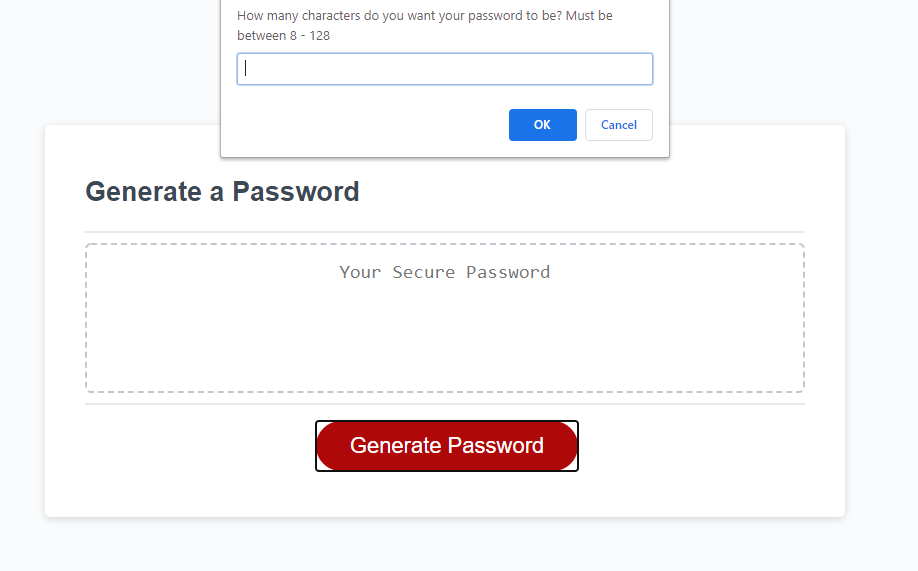 How many characters do you want your password to be? Must be
between 8 - 128
OK
Cancel
Generate a Password
Your Secure Password
Generate Password